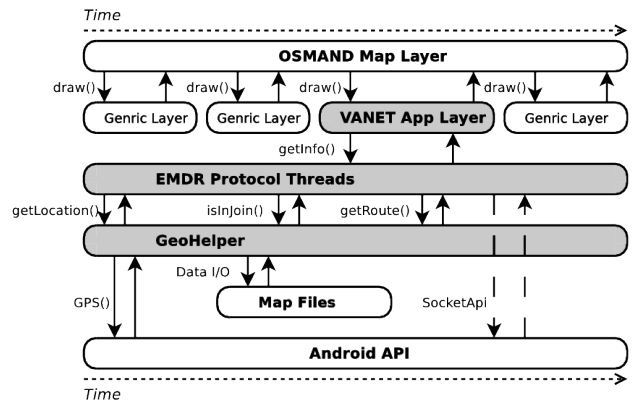 Time
OSMAND Map Layer
draw() draw() draw() draw()
Genric Layer Genric Layer VANET App Layer Genric Layer
getInfo()
EMDR Protocol Threads
getLocation() isInJoin() getRoute()
GeoHelper
Data I/O
GPS() Map Files SocketApi
Android API
Time